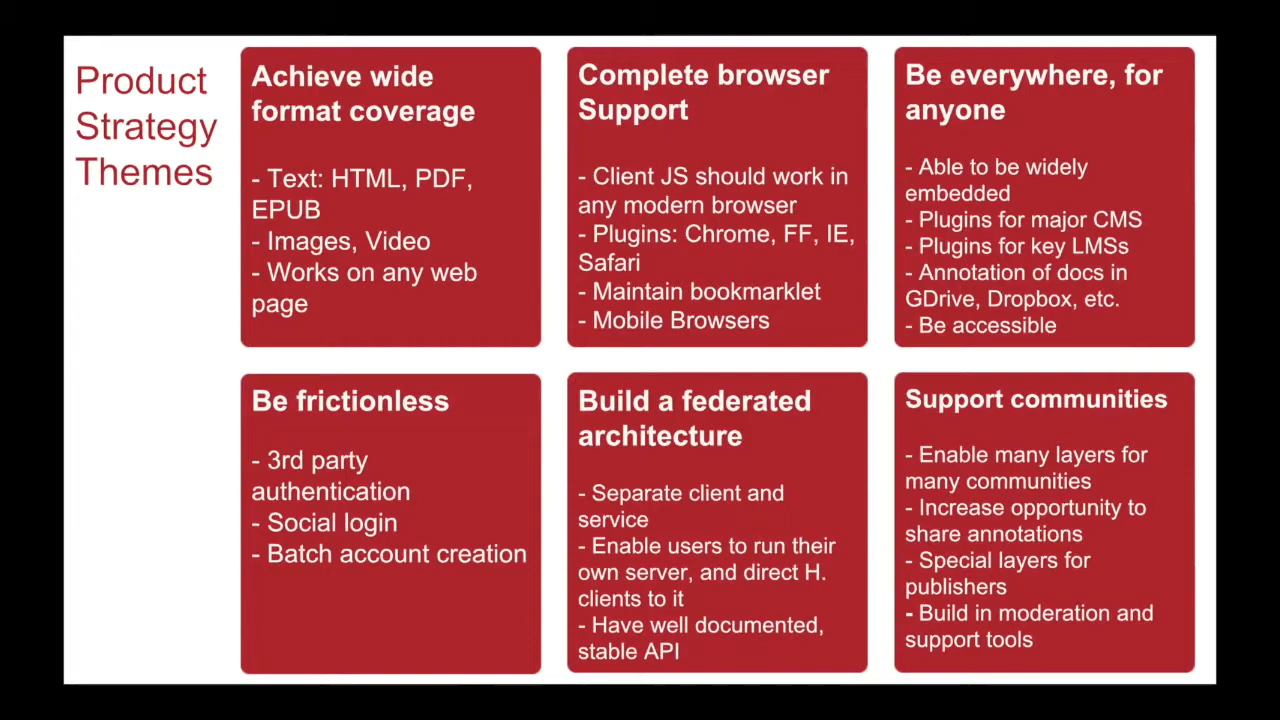 Product
Strategy
Themes
Achieve wide
format coverage
- Text: HTML, PDF,
EPUB
- Images, Video
- Works on any web
page
Complete browser
Support
- Client JS should work in
any modern browser
- Plugins: Chrome, FF, IE,
Safari
- Maintain bookmarklet
- Mobile Browsers
Be everywhere, for
anyone
- Able to be widely
embedded
- Plugins for major CMS
- Plugins for key LMSs
- Annotation of docs in
GDrive, Dropbox, etc.
- Be accessible
Be frictionless
- 3rd party
authentication
- Social login
- Batch account creation
Build a federated
architecture
- Separate client and
service
- Enable users to run their
own server, and direct H.
clients to it
- Have well documented,
stable API
Support communities
- Enable many layers for
many communities
- Increase opportunity to
share annotations
- Special layers for
publishers
- Build in moderation and
support tools